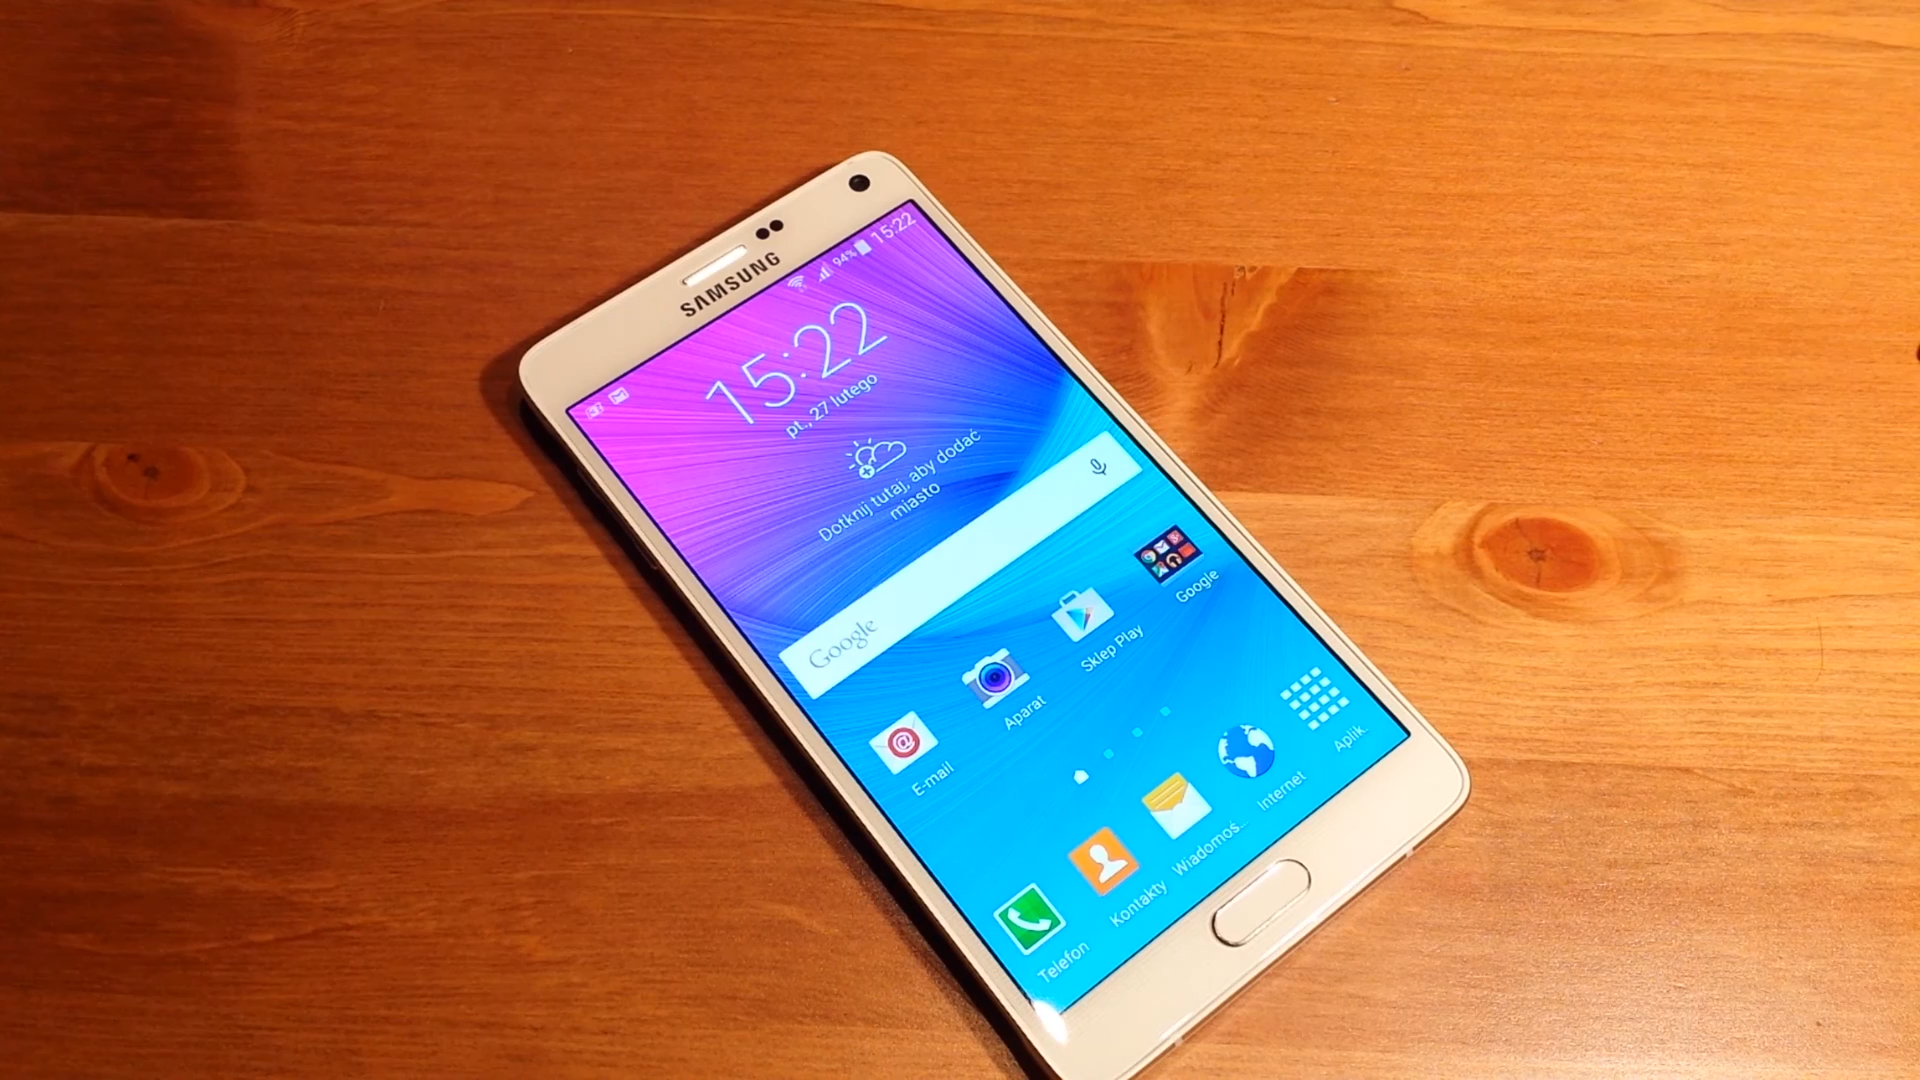 SAMSUNG
94% 15:22
15:22
pt., 27 lutego
Dotknij tutaj, aby dodać
miasto
Google
E-mail
Aparat
Sklep Play
Google
Telefon
Kontakty
Wiadomoś...
Internet
Aplik.